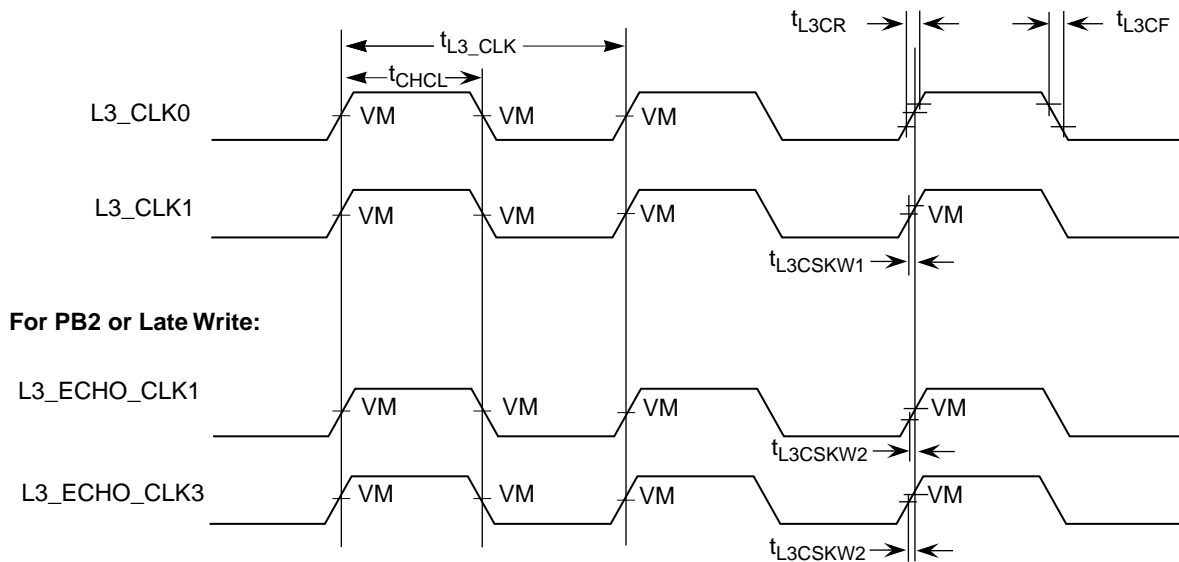 tL3CR
tL3CF
tL3_CLK
tCHCL
L3_CLK0
VM VM VM
L3_CLK1
VM VM VM VM
tL3CSKW1
For PB2 or Late Write:
L3_ECHO_CLK1
VM VM VM VM
tL3CSKW2
L3_ECHO_CLK3
VM VM VM VM
tL3CSKW2